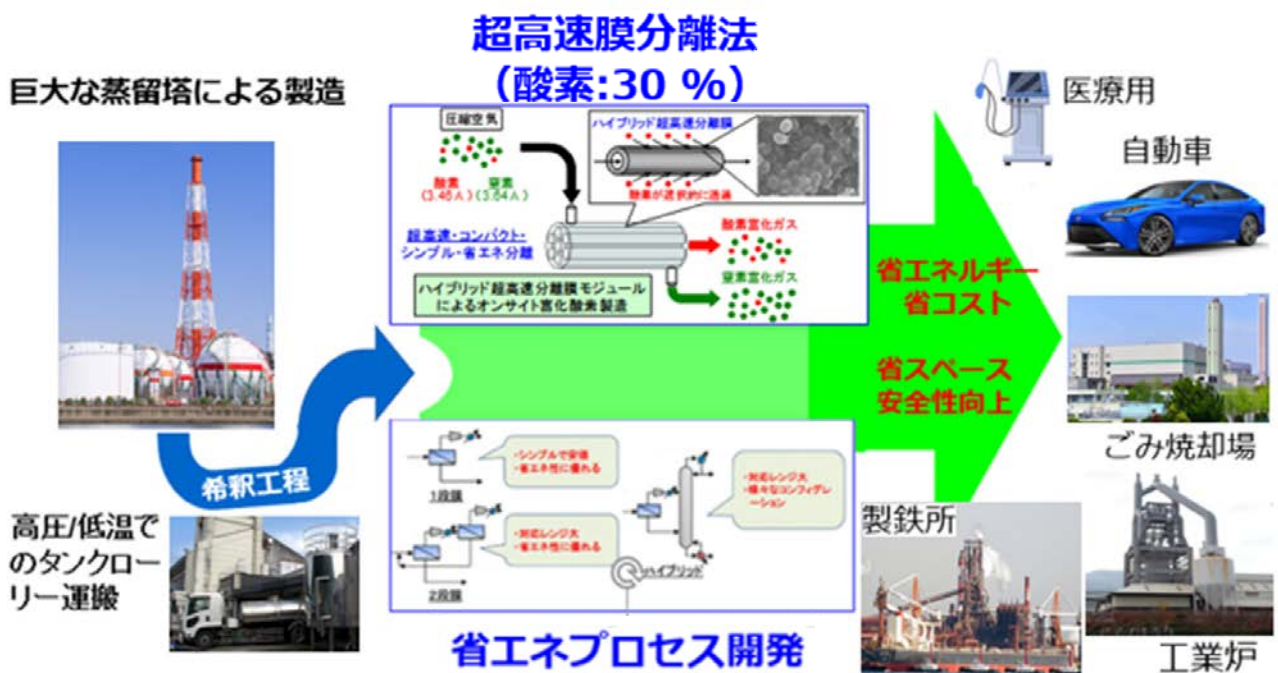 超高速膜分離法
（酸素:30 %）
巨大な蒸留塔による製造
圧縮空気
酸素
(3.46Å)
窒素
(3.64Å)
ハイブリッド超高速分離膜
酸素が選択的に透過
超高速・コンパクト・
シンプル・省エネ分離
酸素富化ガス
窒素富化ガス
ハイブリッド超高速分離膜モジュール
によるオンサイト富化酸素製造
希釈工程
高圧/低温で
のタンクロー
リー運搬
・シンプルで安価
・省エネ性に優れる
1段膜
・対応レンジ大
・省エネ性に優れる
2段膜
・対応レンジ大
・様々なコンフィグレ
ーション
ハイブリッド
省エネプロセス開発
省エネルギー
省コスト
省スペース
安全性向上
医療用
自動車
ごみ焼却場
製鉄所
工業炉